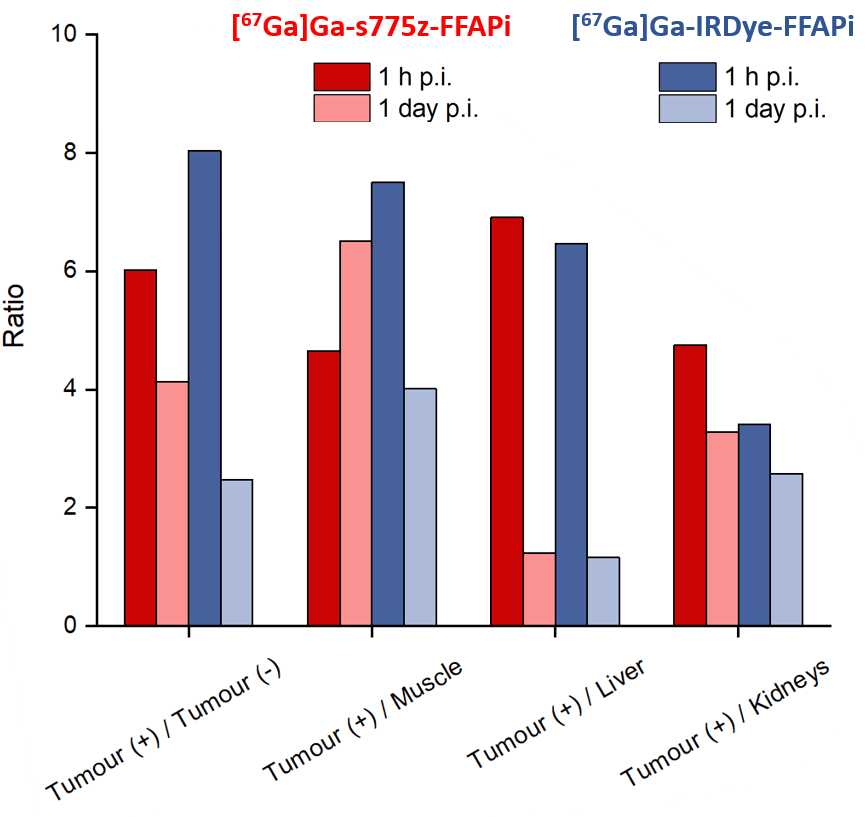 [⁶⁷Ga]Ga-s775z-FFAPi
[⁶⁷Ga]Ga-IRDye-FFAPi
1 h p.i.
1 day p.i.
1 h p.i.
1 day p.i.
Ratio
10
8
6
4
2
0
Tumour (+) / Tumour (-)
Tumour (+) / Muscle
Tumour (+) / Liver
Tumour (+) / Kidneys